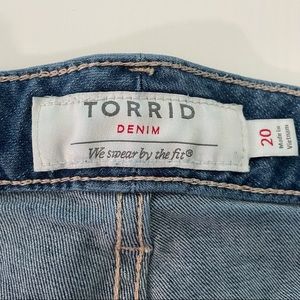 TORRID
DENIM
We swear by the fit®
20
Made in
Vietnam